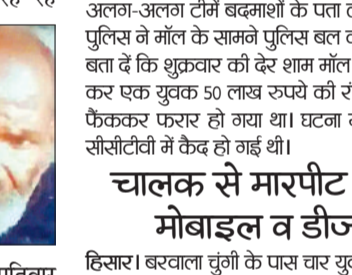 अलग-अलग टीमें बदमाशों के पता
पुलिस ने मॉल के सामने पुलिस बल
बता दें कि शुक्रवार की देर शाम मॉल
कर एक युवक 50 लाख रुपये की
फैंककर फरार हो गया था। घटना
सीसीटीवी में कैद हो गई थी।
चालक से मारपीट
मोबाइल व
हिसार। बरवाला चुंगी के पास चार